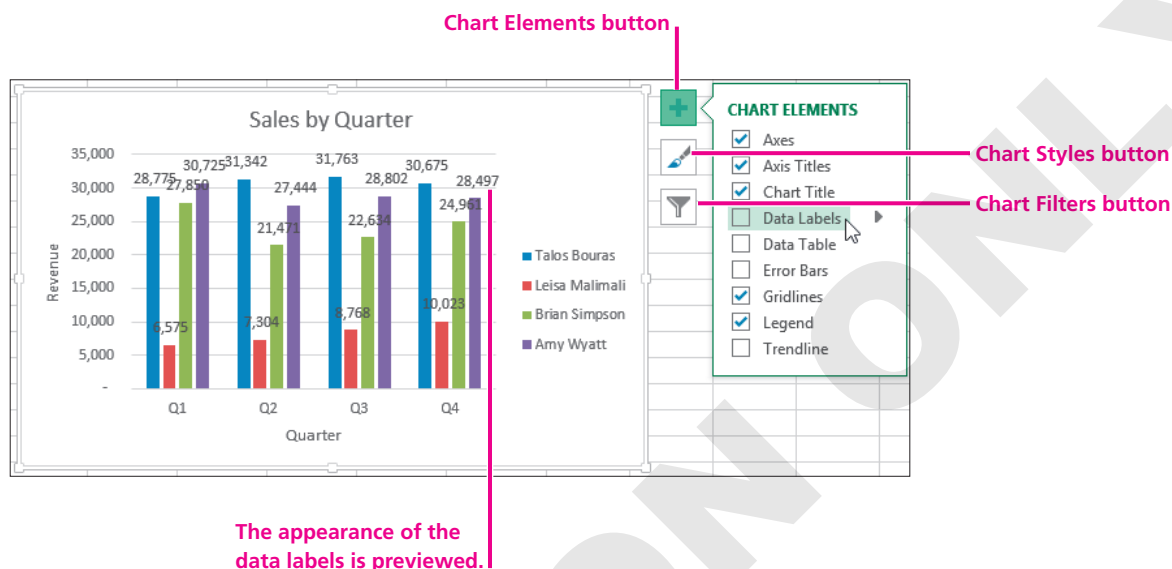 Chart Elements button
Sales by Quarter
35,000
30,000
25,000
20,000
15,000
10,000
5,000
-
Revenue
28,775
27,850
30,725
31,342
27,444
31,763
28,802
30,675
28,497
21,471
22,634
24,961
6,575
7,304
8,768
10,023
Q1
Q2
Q3
Q4
Quarter
Talos Bouras
Leisa Malimali
Brian Simpson
Amy Wyatt
CHART ELEMENTS
Axes
Axis Titles
Chart Title
Data Labels
Data Table
Error Bars
Gridlines
Legend
Trendline
Chart Styles button
Chart Filters button
The appearance of the
data labels is previewed.
ON ONLY